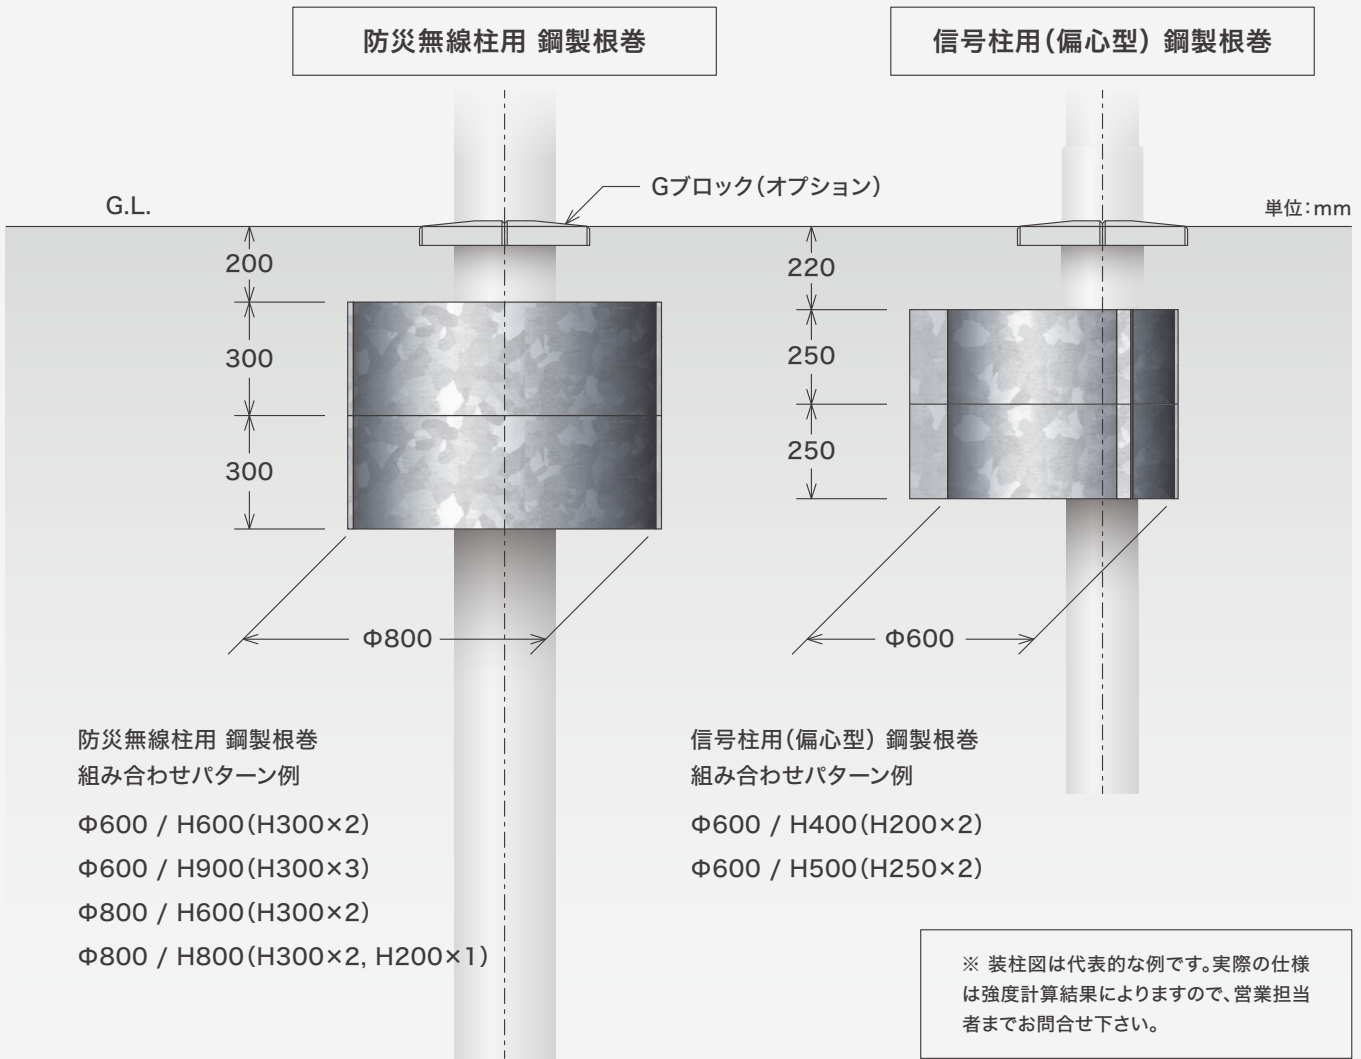 防災無線柱用 鋼製根巻
信号柱用(偏心型) 鋼製根巻
Gブロック(オプション)
G.L.
単位:mm
200
300
300
Φ800
220
250
250
Φ600
防災無線柱用 鋼製根巻
組み合わせパターン例
Φ600 / H600(H300×2)
Φ600 / H900(H300×3)
Φ800 / H600(H300×2)
Φ800 / H800(H300×2, H200×1)
信号柱用(偏心型) 鋼製根巻
組み合わせパターン例
Φ600 / H400(H200×2)
Φ600 / H500(H250×2)
※ 装柱図は代表的な例です。実際の仕様
は強度計算結果によりますので、営業担当
者までお問合せ下さい。